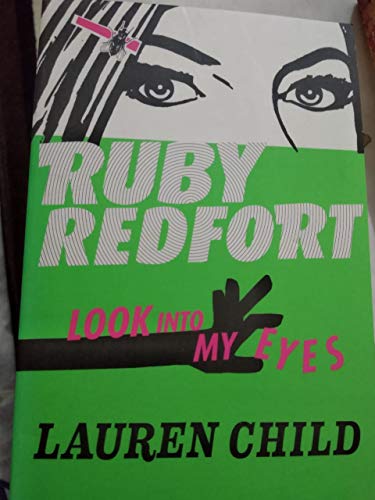 RUBY
REDFORT
LOOK INTO
MY EYES
LAUREN CHILD